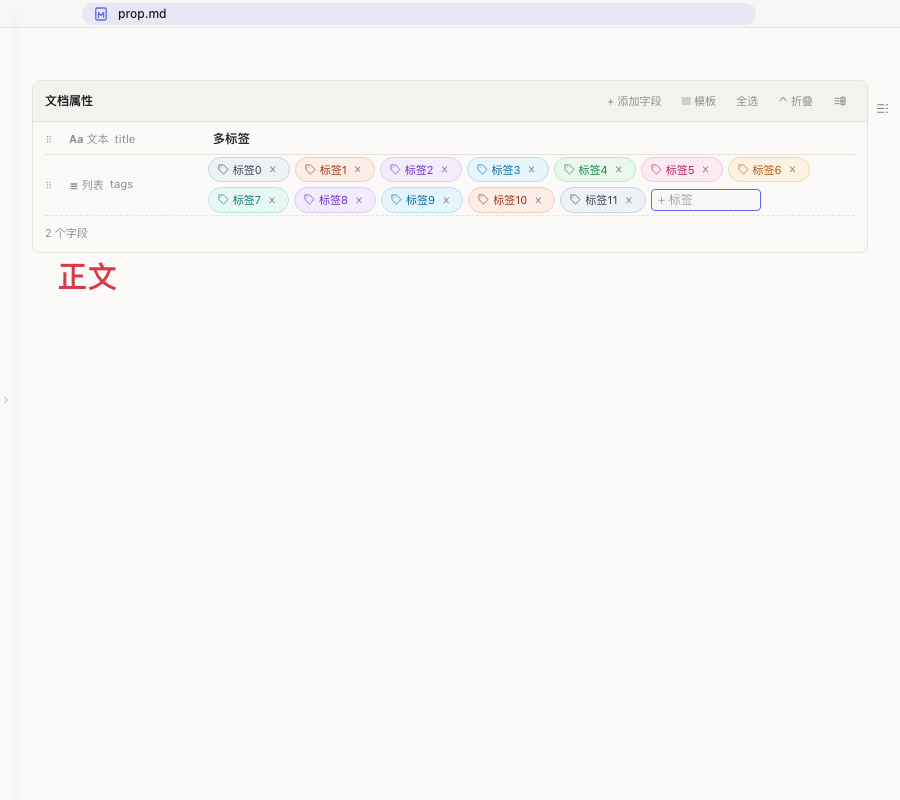 prop.md
文档属性 + 添加字段 模板 全选 折叠
Aa 文本 title 多标签
标签0 × 标签1 × 标签2 × 标签3 × 标签4 × 标签5 × 标签6 ×
列表 tags
标签7 × 标签8 × 标签9 × 标签10 × 标签11 × + 标签
2 个字段
正文